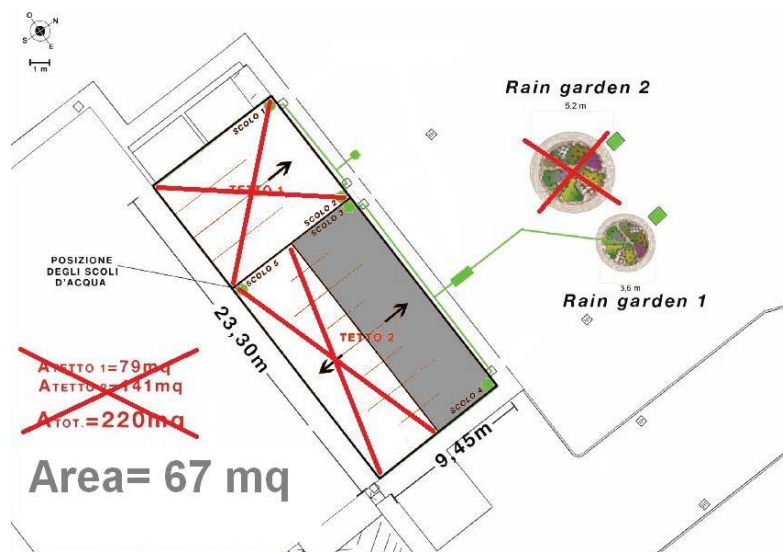 O
N
S
E
1 m
Rain garden 2
5,2 m
SCOLO 1
TETTO 1
SCOLO 2
SCOLO 3
POSIZIONE
DEGLI SCOLI
D'ACQUA
SCOLO 5
3,6 m
Rain garden 1
23,30m
TETTO 2
ATETTO 1=79mq
ATETTO 2=141mq
ATOT.=220mq
SCOLO 4
9,45m
Area= 67 mq